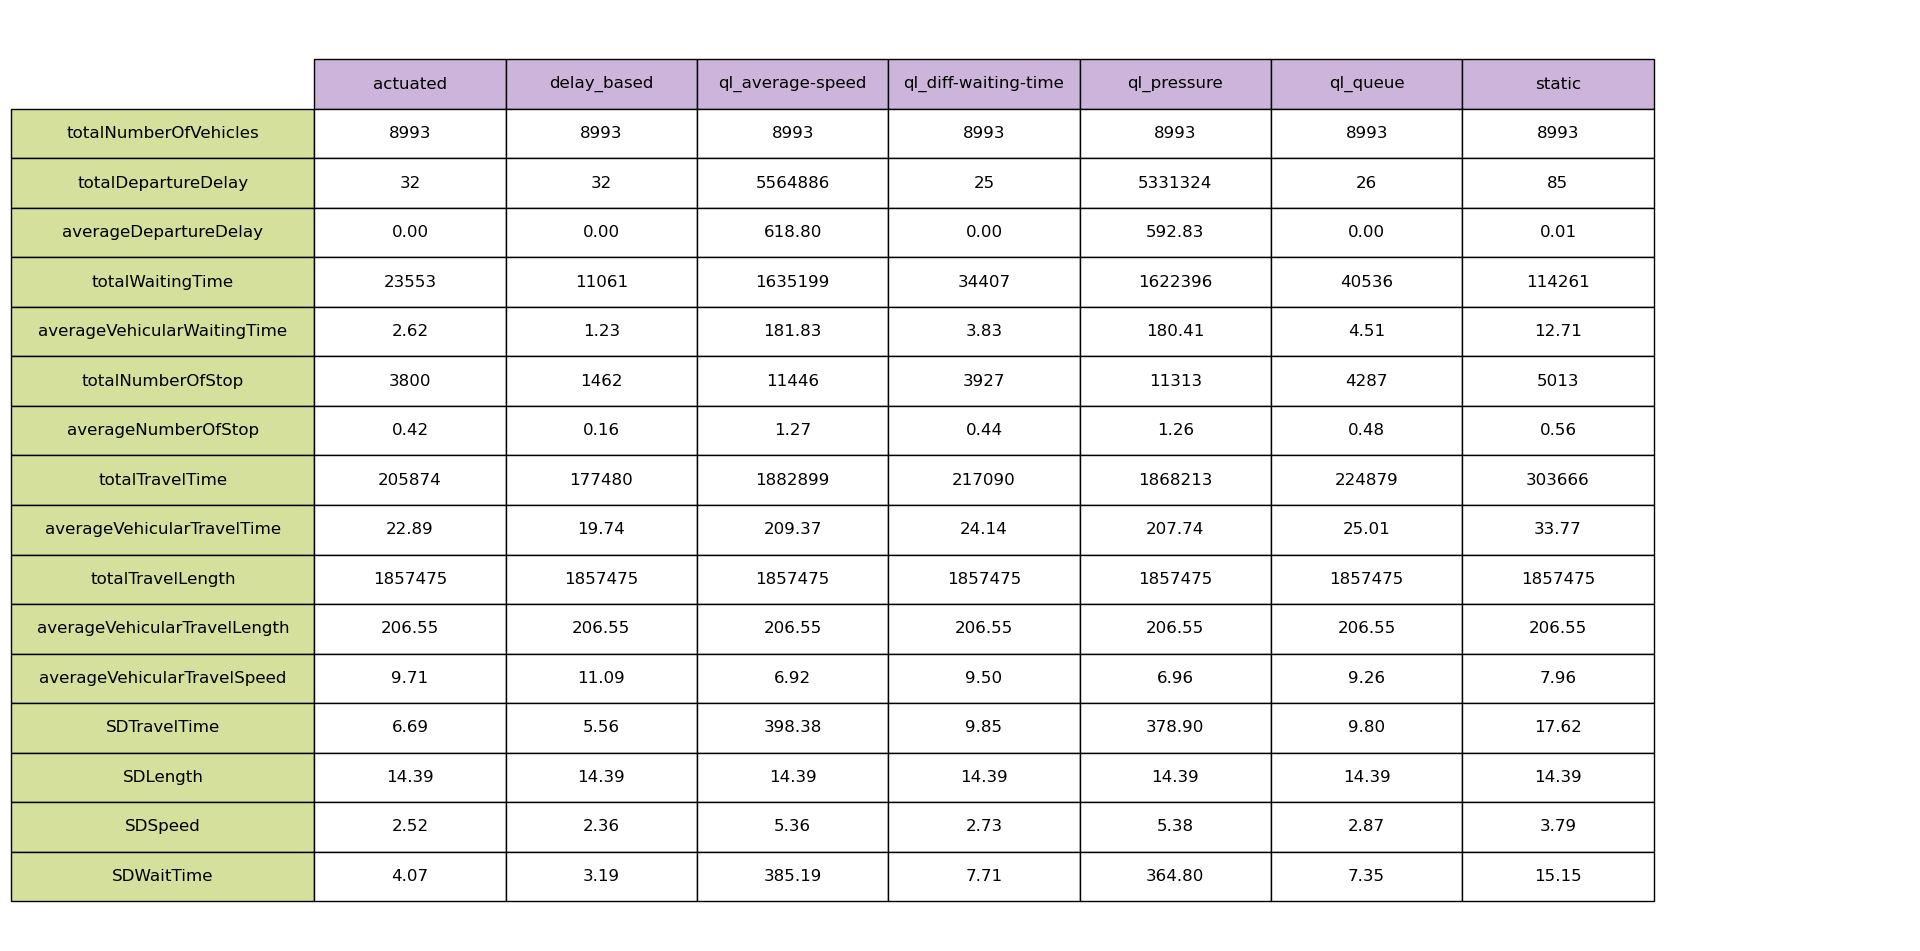 actuated delay_based ql_average-speed ql_diff-waiting-time ql_pressure ql_queue static
totalNumberOfVehicles 8993 8993 8993 8993 8993 8993 8993
totalDepartureDelay 32 32 5564886 25 5331324 26 85
averageDepartureDelay 0.00 0.00 618.80 0.00 592.83 0.00 0.01
totalWaitingTime 23553 11061 1635199 34407 1622396 40536 114261
averageVehicularWaitingTime 2.62 1.23 181.83 3.83 180.41 4.51 12.71
totalNumberOfStop 3800 1462 11446 3927 11313 4287 5013
averageNumberOfStop 0.42 0.16 1.27 0.44 1.26 0.48 0.56
totalTravelTime 205874 177480 1882899 217090 1868213 224879 303666
averageVehicularTravelTime 22.89 19.74 209.37 24.14 207.74 25.01 33.77
totalTravelLength 1857475 1857475 1857475 1857475 1857475 1857475 1857475
averageVehicularTravelLength 206.55 206.55 206.55 206.55 206.55 206.55 206.55
averageVehicularTravelSpeed 9.71 11.09 6.92 9.50 6.96 9.26 7.96
SDTravelTime 6.69 5.56 398.38 9.85 378.90 9.80 17.62
SDLength 14.39 14.39 14.39 14.39 14.39 14.39 14.39
SDSpeed 2.52 2.36 5.36 2.73 5.38 2.87 3.79
SDWaitTime 4.07 3.19 385.19 7.71 364.80 7.35 15.15